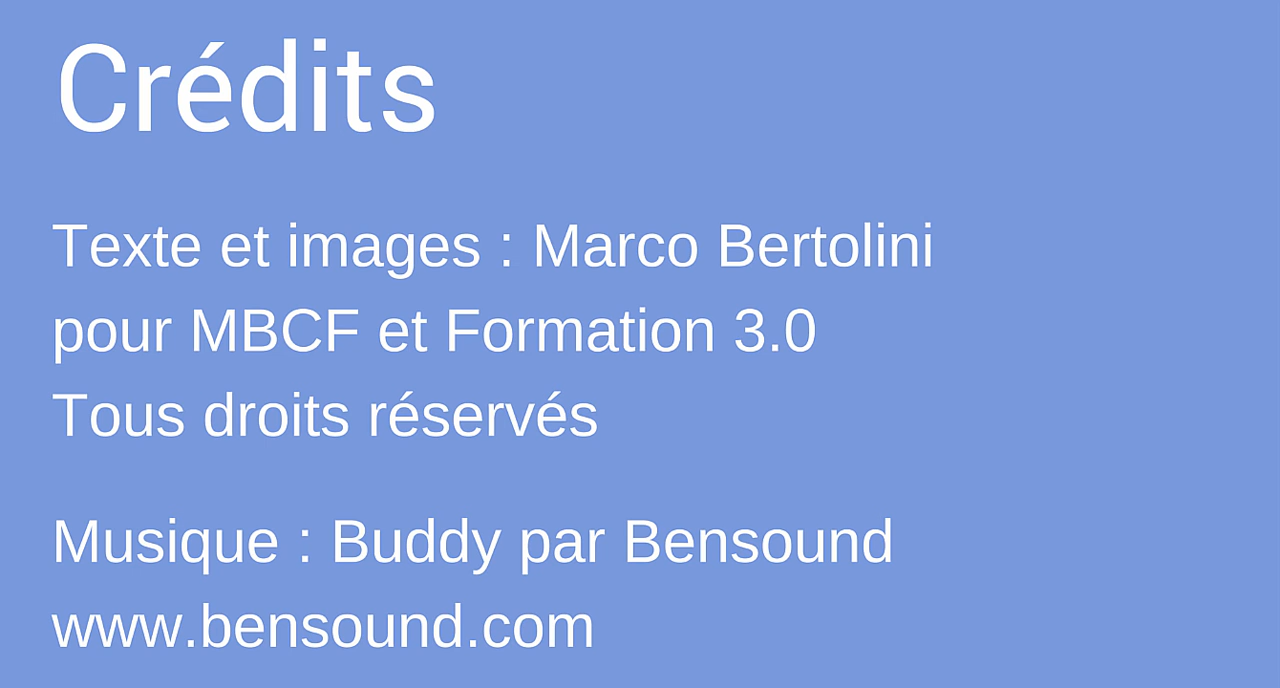 Crédits
Texte et images : Marco Bertolini
pour MBCF et Formation 3.0
Tous droits réservés
Musique : Buddy par Bensound
www.bensound.com